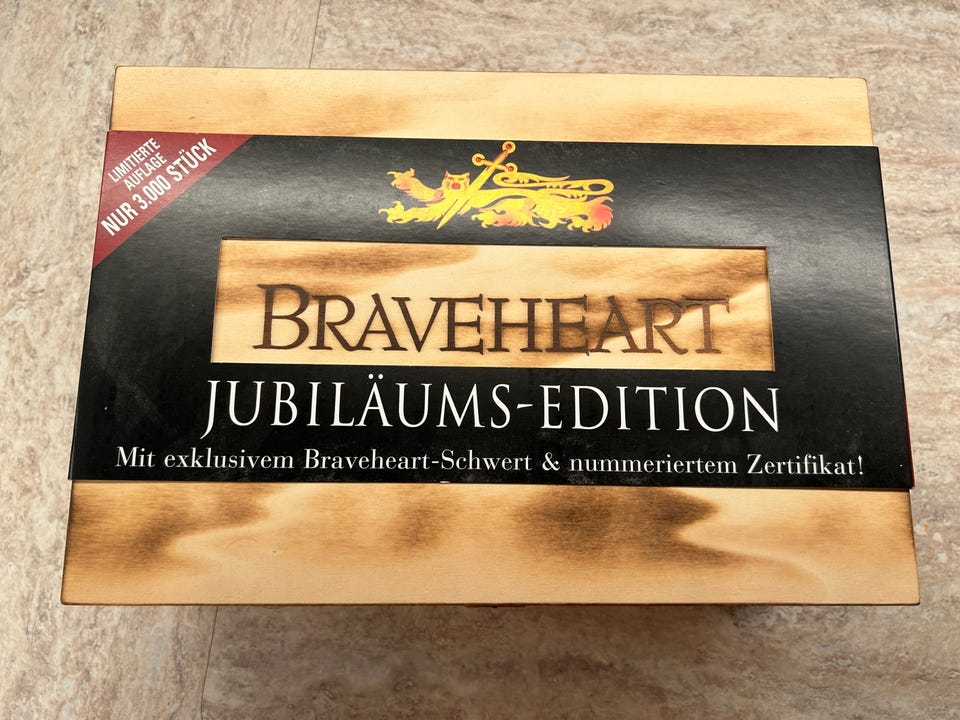 LIMITIERTE
AUFLAGE
NUR 3.000 STÜCK
BRAVEHEART
JUBILÄUMS-EDITION
Mit exklusivem Braveheart-Schwert & nummeriertem Zertifikat!